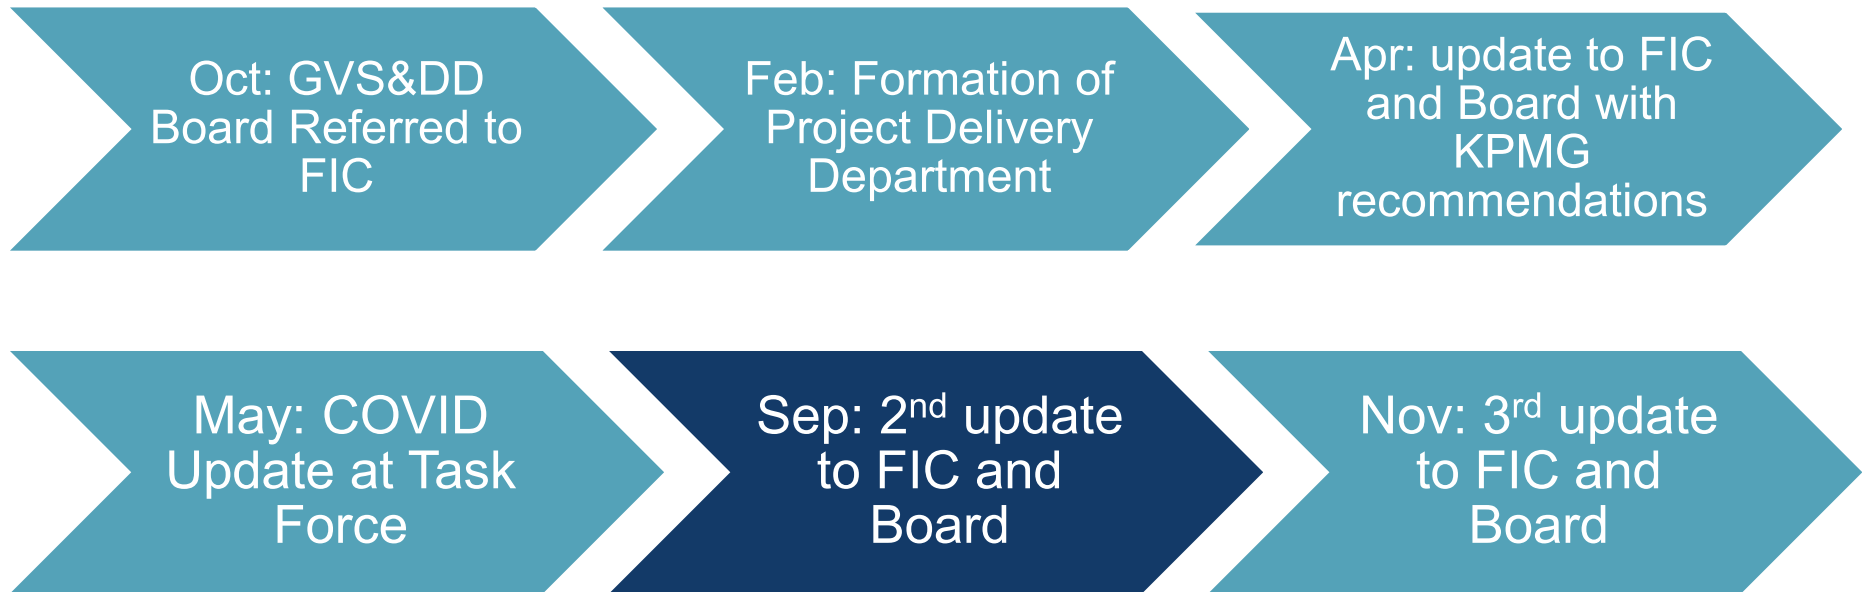 Oct: GVS&DD
Board Referred to
FIC
Feb: Formation of
Project Delivery
Department
Apr: update to FIC
and Board with
KPMG
recommendations
May: COVID
Update at Task
Force
Sep: 2nd update
to FIC and
Board
Nov: 3rd update
to FIC and
Board